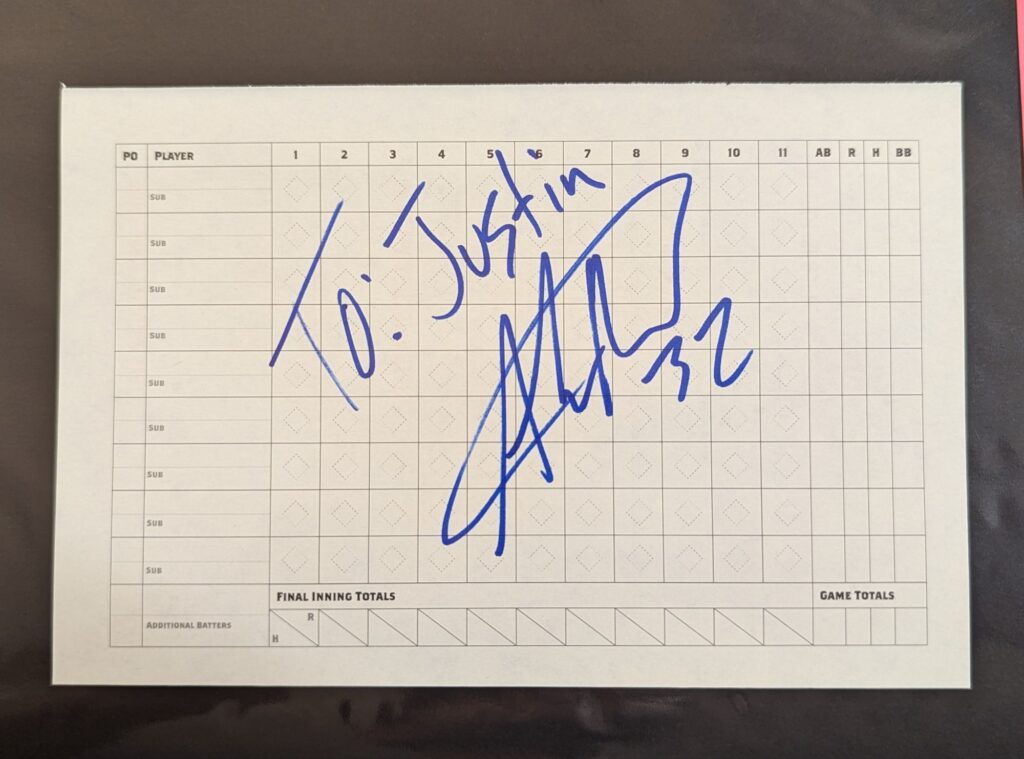 PO PLAYER 1 2 3 4 5 6 7 8 9 10 11 AB R H BB
To: Justin
SUB
SUB
SUB
SUB
32
SUB
SUB
SUB
SUB
SUB
FINAL INNING TOTALS GAME TOTALS
ADDITIONAL BATTERS H R